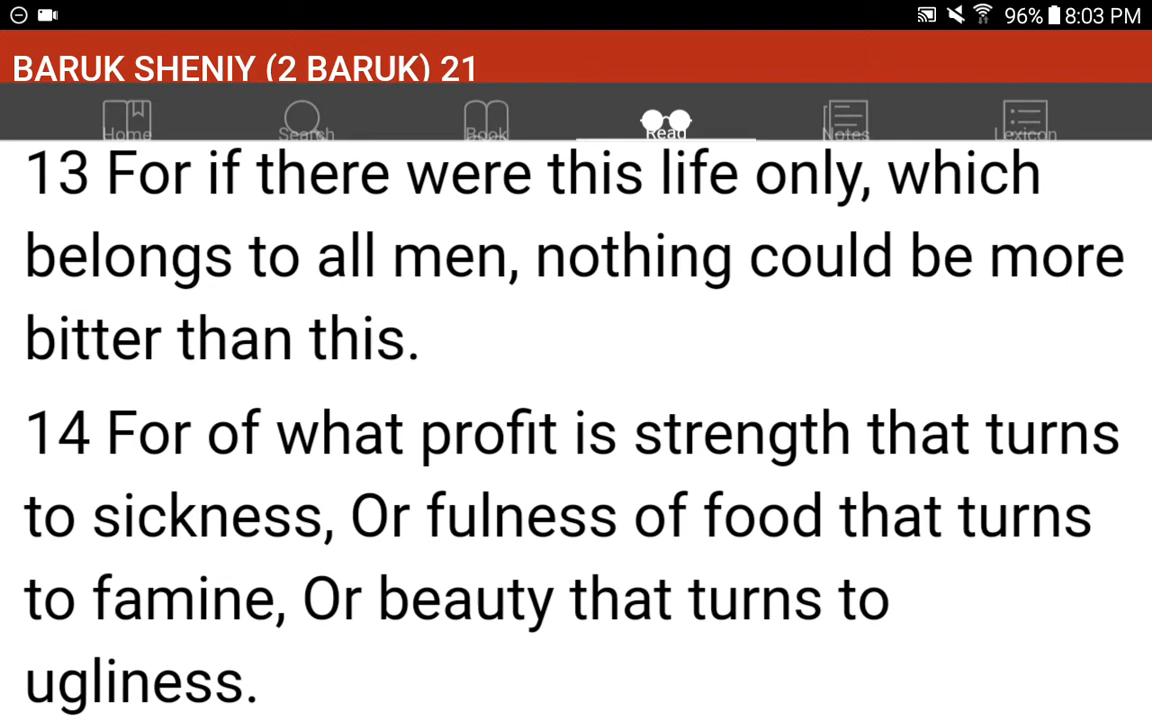 96% 8:03 PM
BARUK SHENIY (2 BARUK) 21
Home Search Book Read Notes Lexicon
13 For if there were this life only, which
belongs to all men, nothing could be more
bitter than this.
14 For of what profit is strength that turns
to sickness, Or fulness of food that turns
to famine, Or beauty that turns to
ugliness.